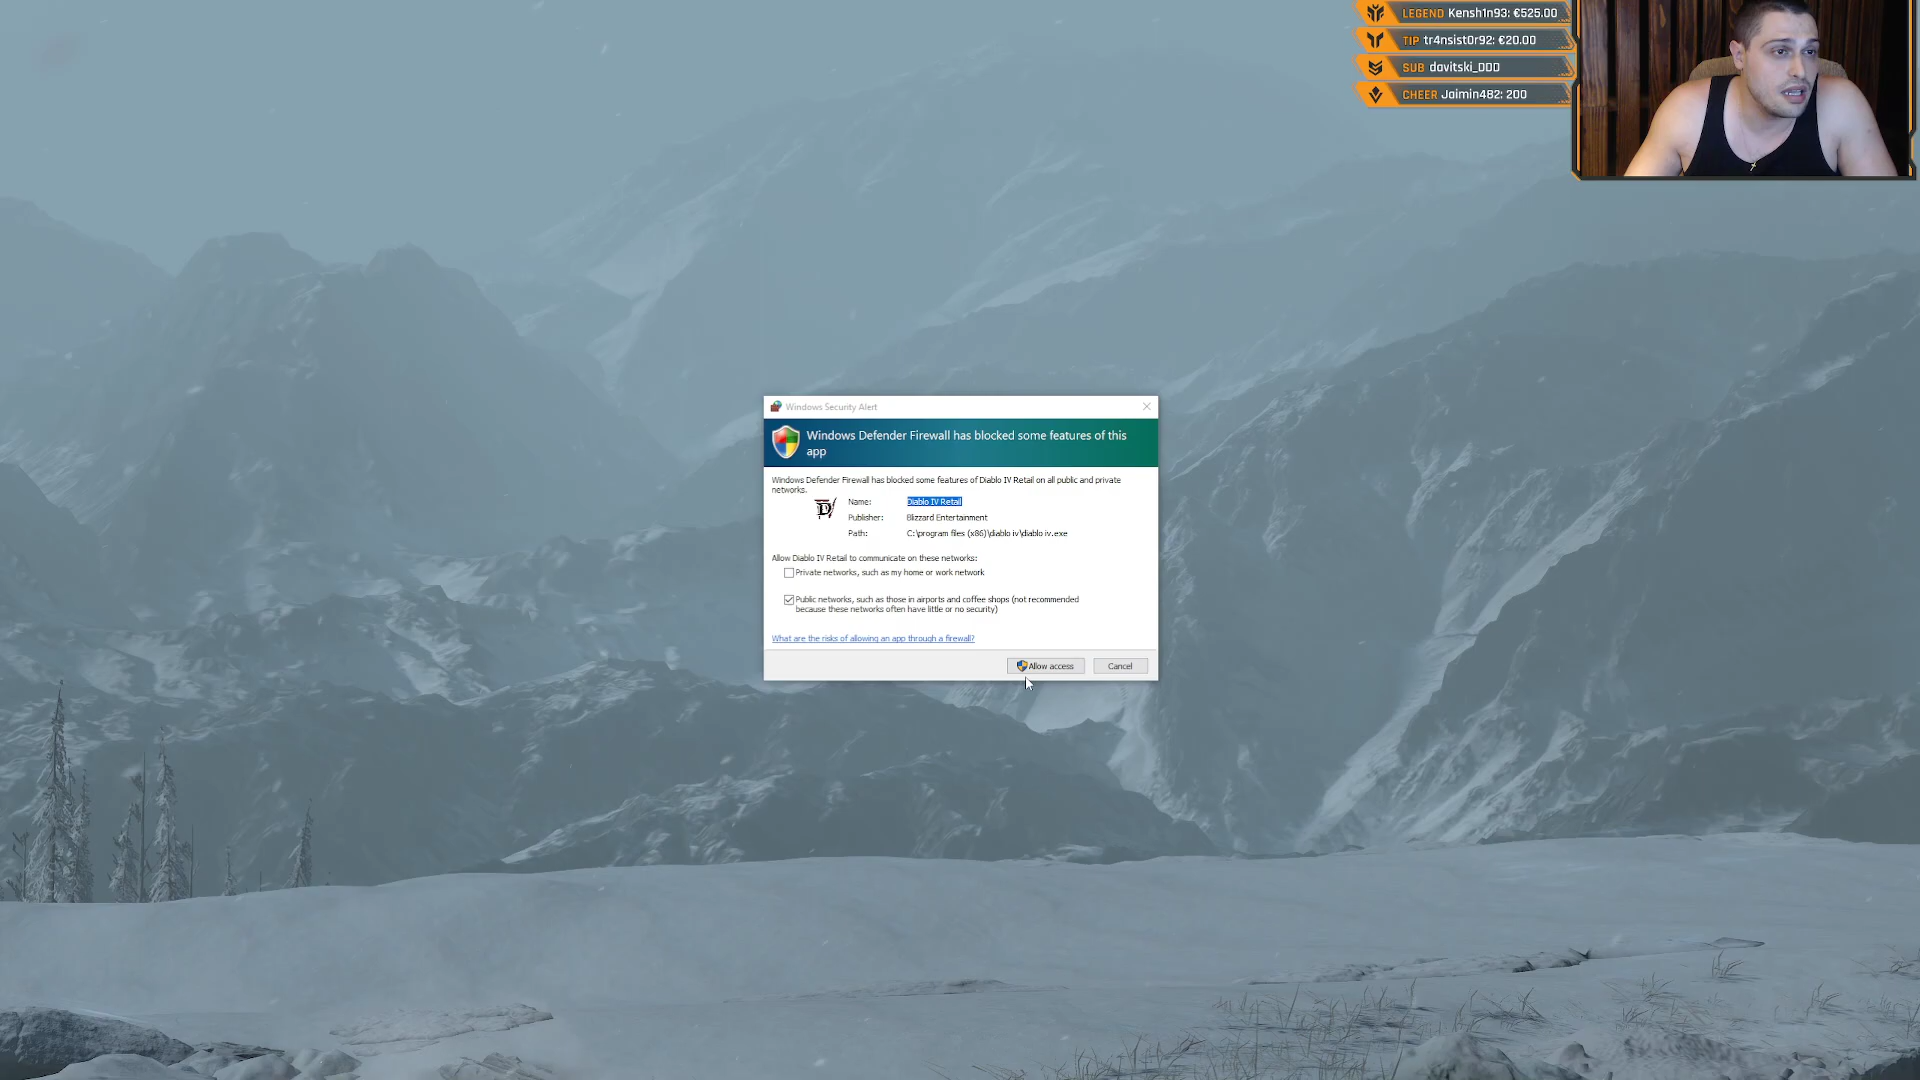 LEGEND Kensh1n93: €525.00
TIP tr4nsist0r92: €20.00
SUB davitski_DDD
CHEER Jaimin482: 200
Windows Security Alert
Windows Defender Firewall has blocked some features of this
app
Windows Defender Firewall has blocked some features of Diablo IV Retail on all public and private
networks.
Name: Diablo IV Retail
Publisher: Blizzard Entertainment
Path: C:\program files (x86)\diablo iv\diablo iv.exe
Allow Diablo IV Retail to communicate on these networks:
Private networks, such as my home or work network
Public networks, such as those in airports and coffee shops (not recommended
because these networks often have little or no security)
What are the risks of allowing an app through a firewall?
Allow access Cancel